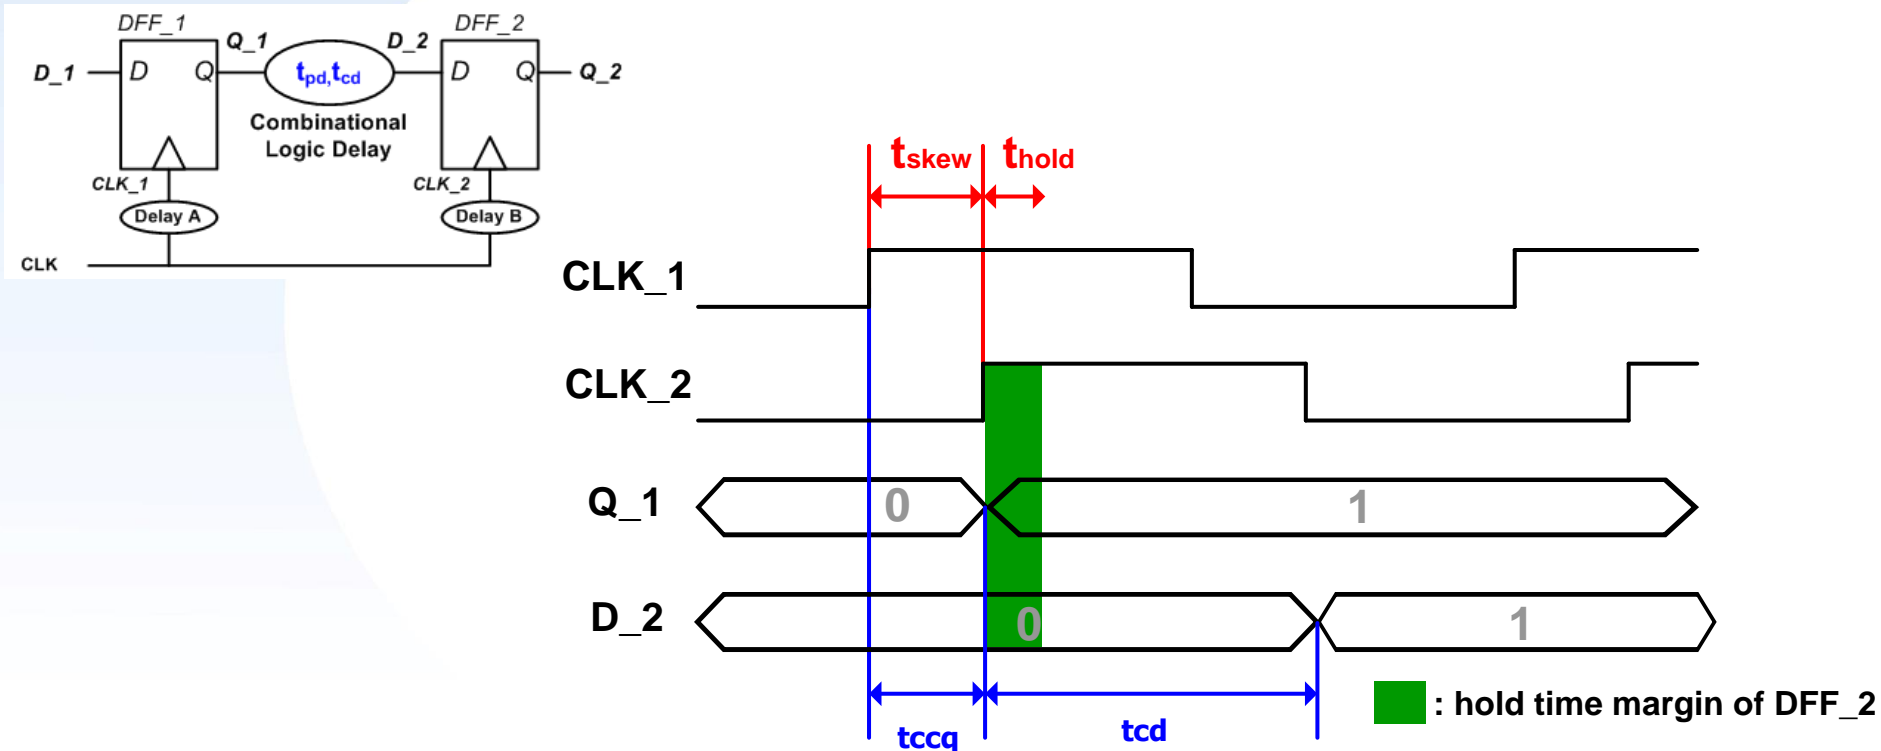 DFF_1
DFF_2
Q_1
D_2
D_1
D
Q
tpd,tcd
D
Q
Q_2
Combinational
Logic Delay
CLK_1
CLK_2
Delay A
Delay B
CLK
tskew
thold
CLK_1
CLK_2
Q_1
0
1
D_2
0
1
tccq
tcd
: hold time margin of DFF_2